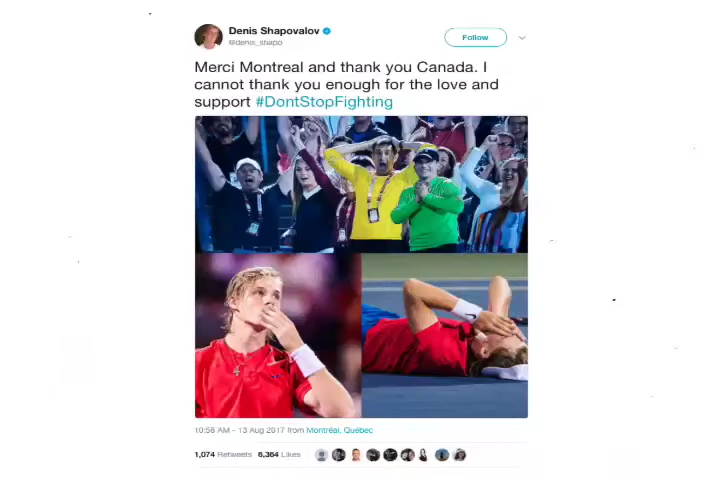 Denis Shapovalov
@denis_shapo
Follow
Merci Montreal and thank you Canada. I
cannot thank you enough for the love and
support #DontStopFighting
10:58 AM - 13 Aug 2017 from Montréal, Québec
1,074 Retweets 6,364 Likes